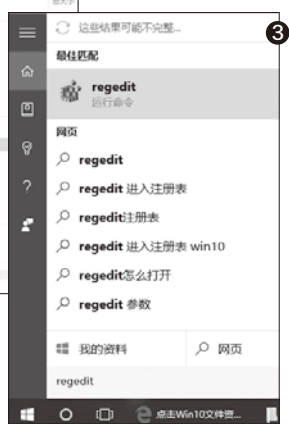 这些结果可能不完整...
3
最佳匹配
regedit
运行命令
网页
regedit
regedit 进入注册表
regedit注册表
regedit 进入注册表 win10
regedit怎么打开
regedit 参数
我的资料 网页
regedit
点击Win10文件资...